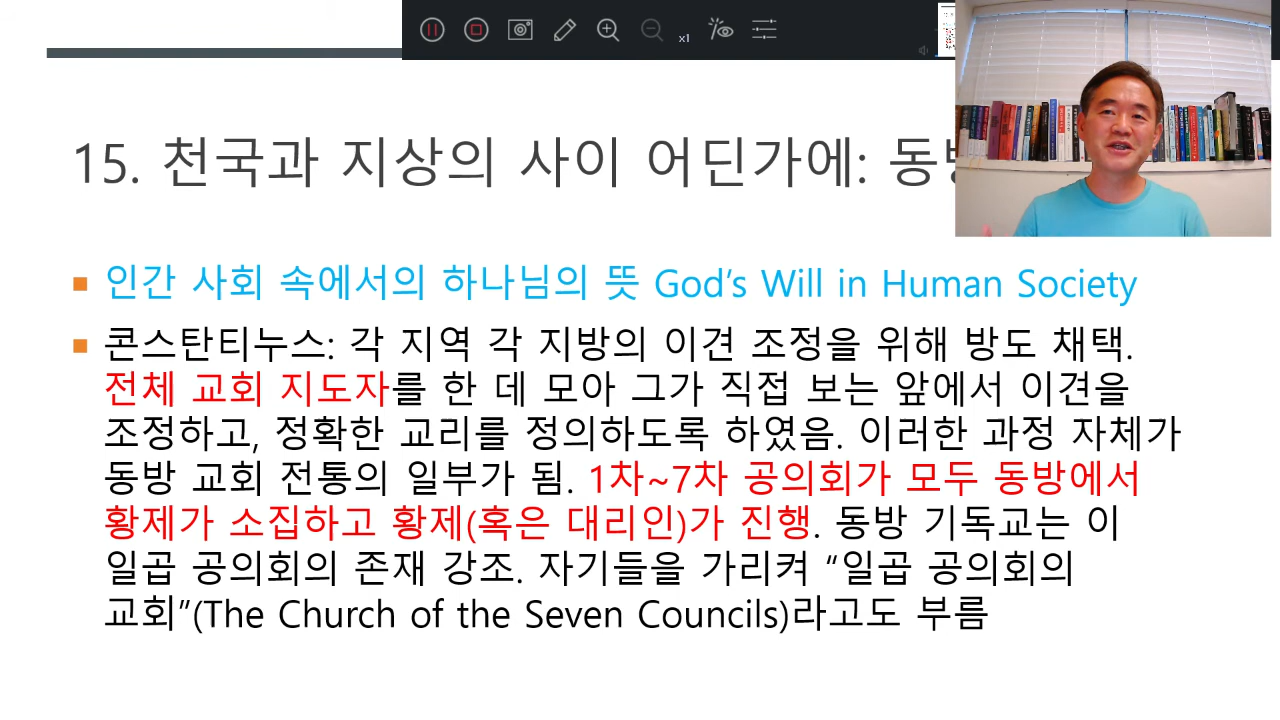 x1
15. 천국과 지상의 사이 어딘가에:
인간 사회 속에서의 하나님의 뜻 God's Will in Human Society
콘스탄티누스: 각 지역 각 지방의 이견 조정을 위해 방도 채택.
전체 교회 지도자를 한 데 모아 그가 직접 보는 앞에서 이견을
조정하고, 정확한 교리를 정의하도록 하였음. 이러한 과정 자체가
동방 교회 전통의 일부가 됨. 1차~7차 공의회가 모두 동방에서
황제가 소집하고 황제(혹은 대리인)가 진행. 동방 기독교는 이
일곱 공의회의 존재 강조. 자기들을 가리켜 “일곱 공의회의
교회”(The Church of the Seven Councils)라고도 부름